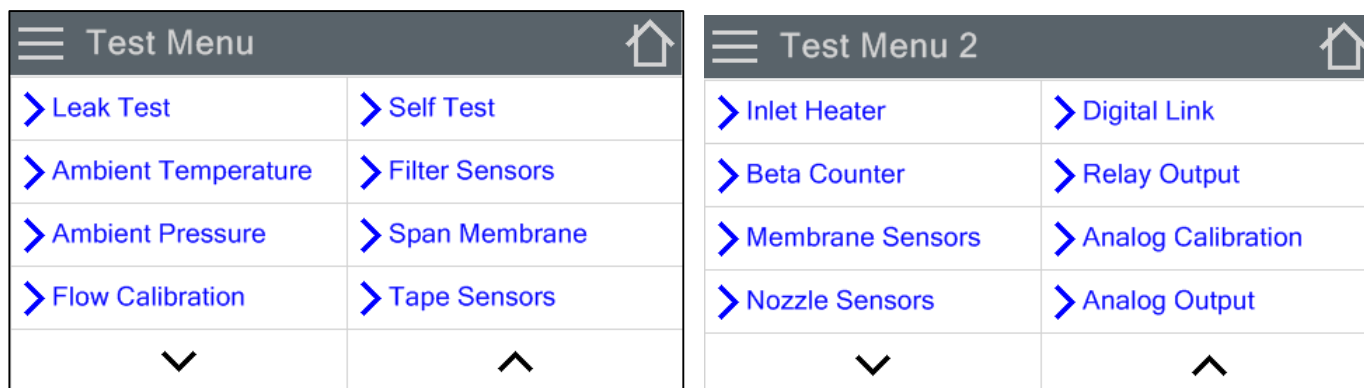 Test Menu
Leak Test
Self Test
Ambient Temperature
Filter Sensors
Ambient Pressure
Span Membrane
Flow Calibration
Tape Sensors
Test Menu 2
Inlet Heater
Digital Link
Beta Counter
Relay Output
Membrane Sensors
Analog Calibration
Nozzle Sensors
Analog Output